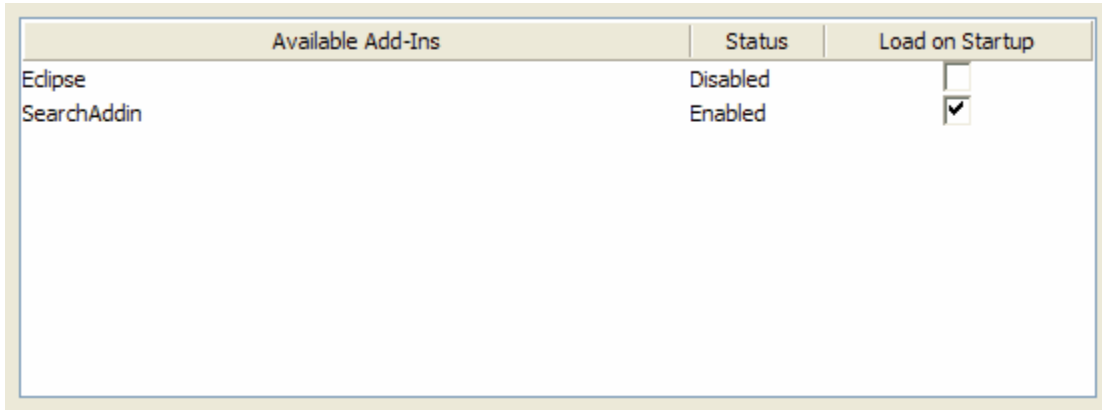 Available Add-Ins Status Load on Startup
Eclipse Disabled
SearchAddin Enabled